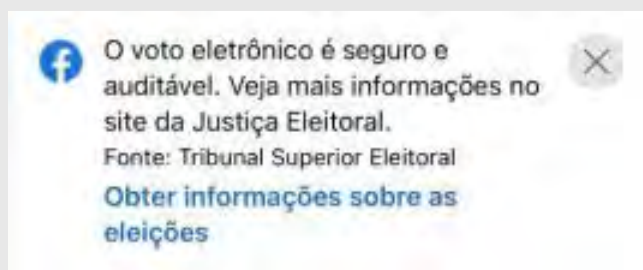 O voto eletrônico é seguro e
auditável. Veja mais informações no
site da Justiça Eleitoral.
Fonte: Tribunal Superior Eleitoral
Obter informações sobre as
eleições